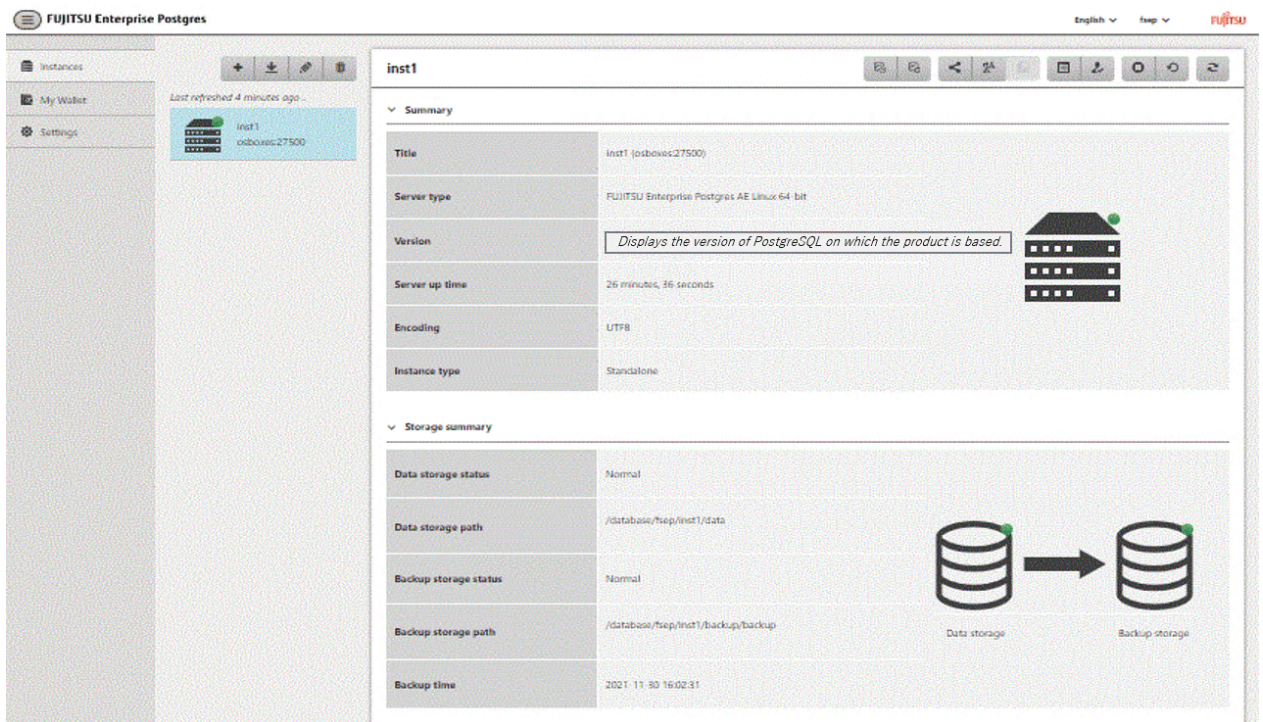 FUJITSU Enterprise Postgres
English
fsep
FUJITSU
Instances
My Wallet
Settings
Last refreshed 4 minutes ago ..
inst1
osboxes:27500
inst1
Summary
Title
inst1 (osboxes:27500)
Server type
FUJITSU Enterprise Postgres AE Linux 64-bit
Version
Displays the version of PostgreSQL on which the product is based.
Server up time
26 minutes, 36 seconds
Encoding
UTF8
Instance type
Standalone
Storage summary
Data storage status
Normal
Data storage path
/database/fsep/inst1/data
Backup storage status
Normal
Backup storage path
/database/fsep/inst1/backup/backup
Data storage
Backup storage
Backup time
2021-11-30 16:02:31